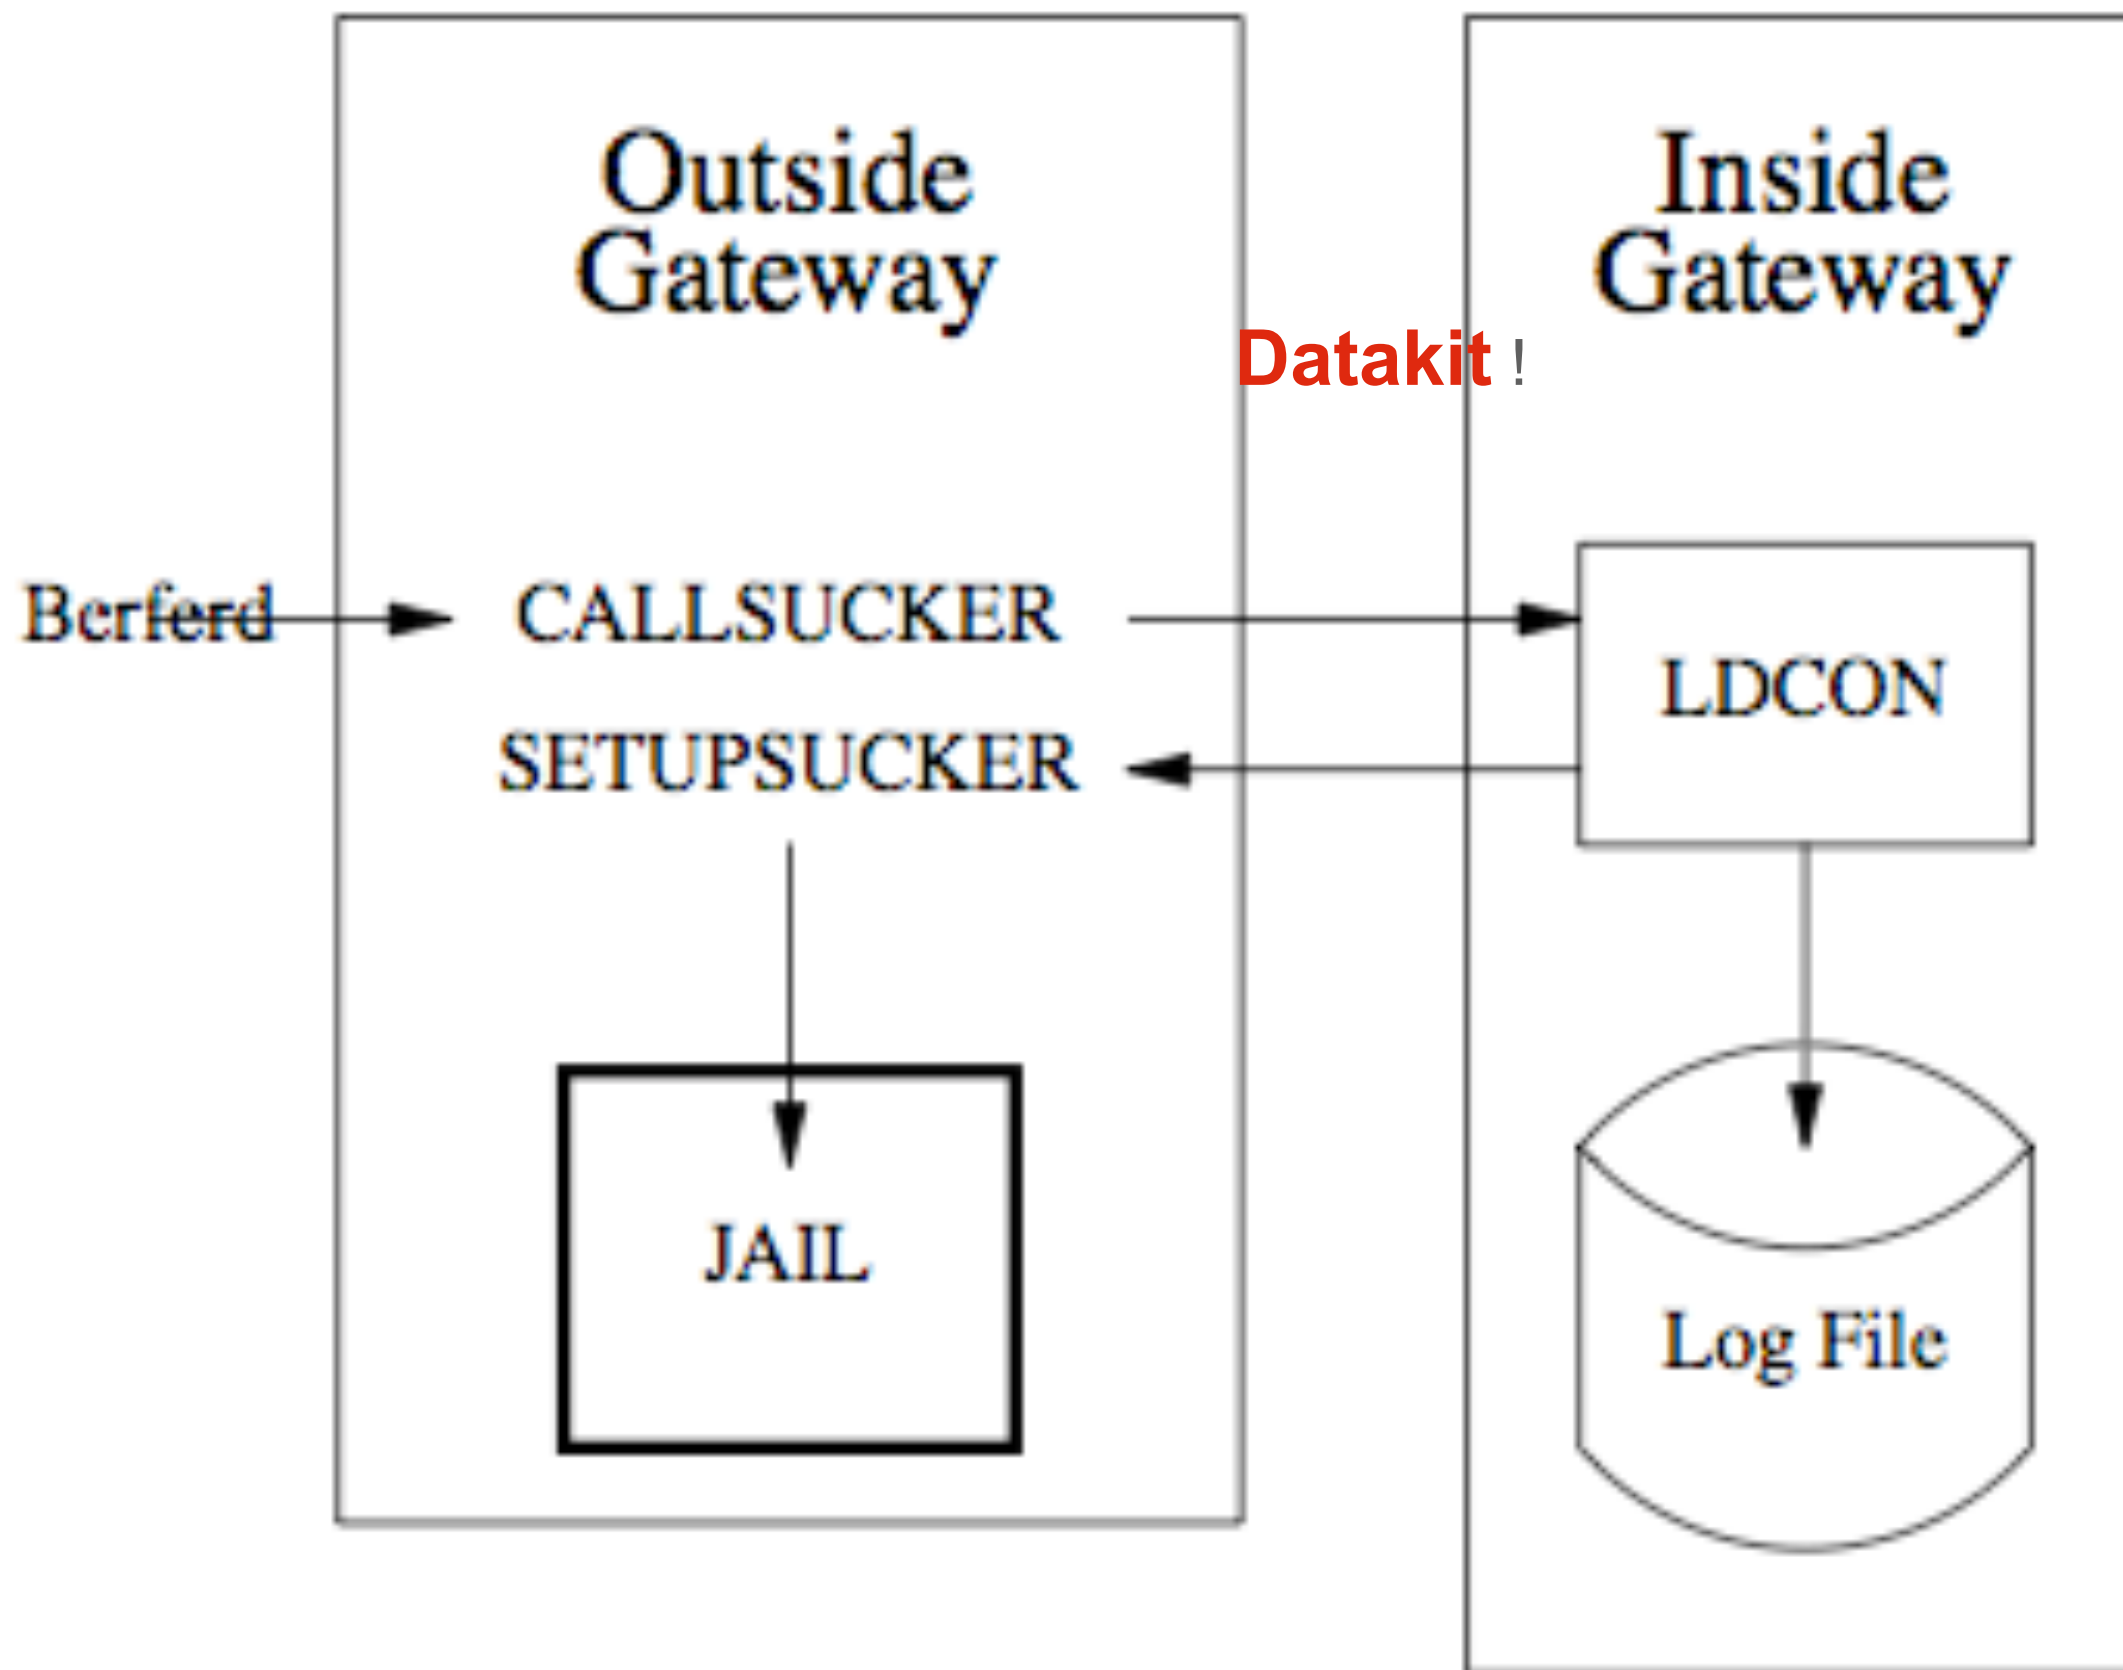 Outside
Gateway
Inside
Gateway
Datakit !
Berferd
CALLSUCKER
SETUPSUCKER
LDCON
JAIL
Log File